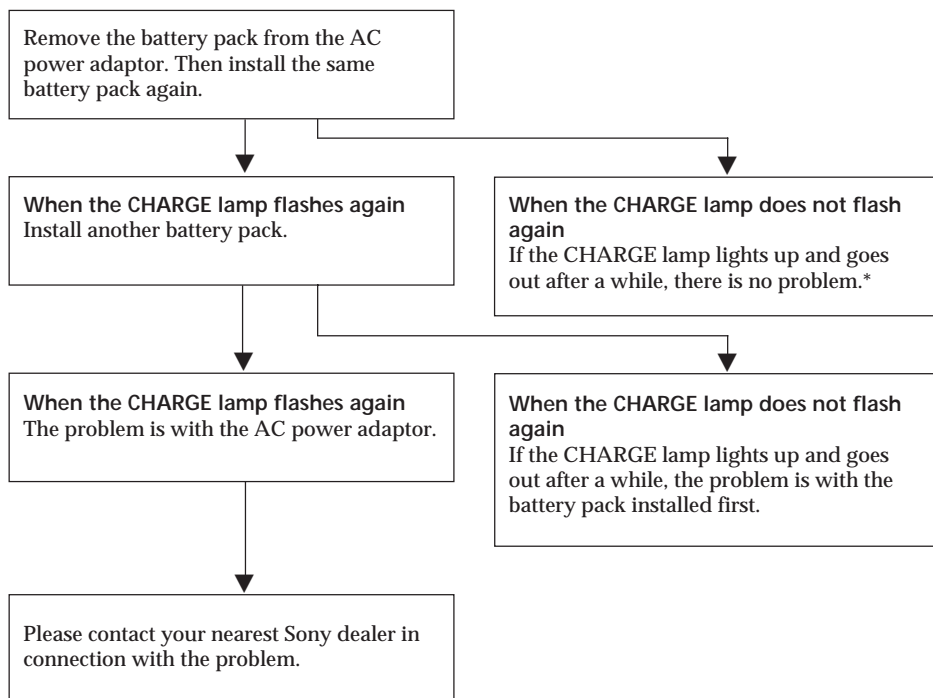 Remove the battery pack from the AC
power adaptor. Then install the same
battery pack again.
When the CHARGE lamp flashes again
Install another battery pack.
When the CHARGE lamp does not flash
again
If the CHARGE lamp lights up and goes
out after a while, there is no problem.*
When the CHARGE lamp flashes again
The problem is with the AC power adaptor.
When the CHARGE lamp does not flash
again
If the CHARGE lamp lights up and goes
out after a while, the problem is with the
battery pack installed first.
Please contact your nearest Sony dealer in
connection with the problem.